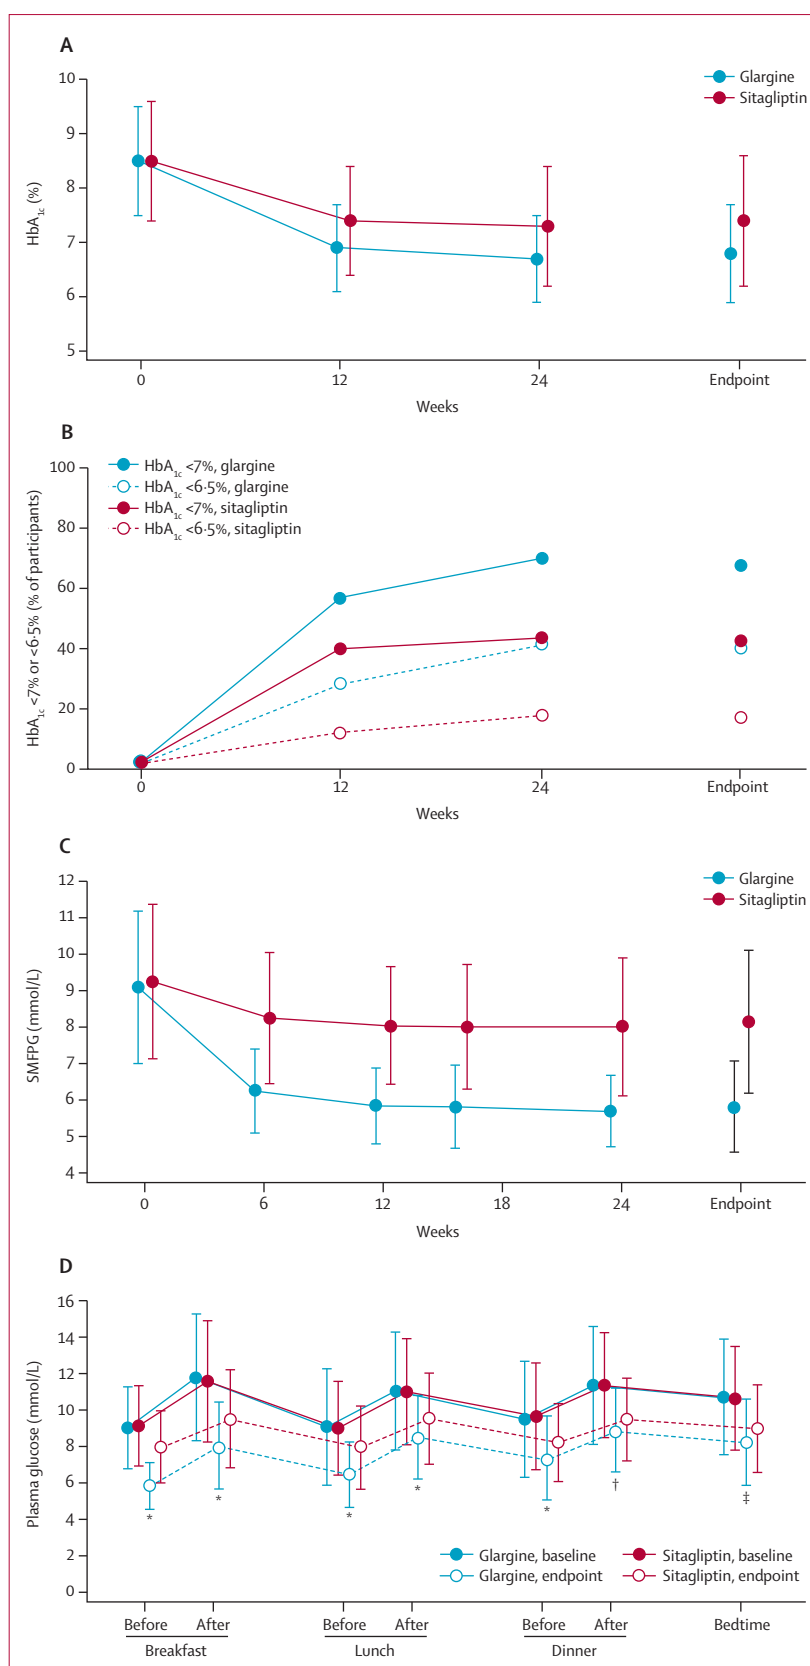 A
10
9
8
7
6
5
HbA1c (%)
Glargine
Sitagliptin
0 12 24 Endpoint
Weeks
B
100
80
60
40
20
0
HbA1c <7% or <6·5% (% of participants)
HbA1c <7%, glargine
HbA1c <6·5%, glargine
HbA1c <7%, sitagliptin
HbA1c <6·5%, sitagliptin
0 12 24 Endpoint
Weeks
C
12
11
10
9
8
7
6
5
4
SMFPG (mmol/L)
Glargine
Sitagliptin
0 6 12 18 24 Endpoint
Weeks
D
16
14
12
10
8
6
4
2
0
Plasma glucose (mmol/L)
* * * * * † ‡
Glargine, baseline Sitagliptin, baseline
Glargine, endpoint Sitagliptin, endpoint
Before After Before After Before After Bedtime
Breakfast Lunch Dinner